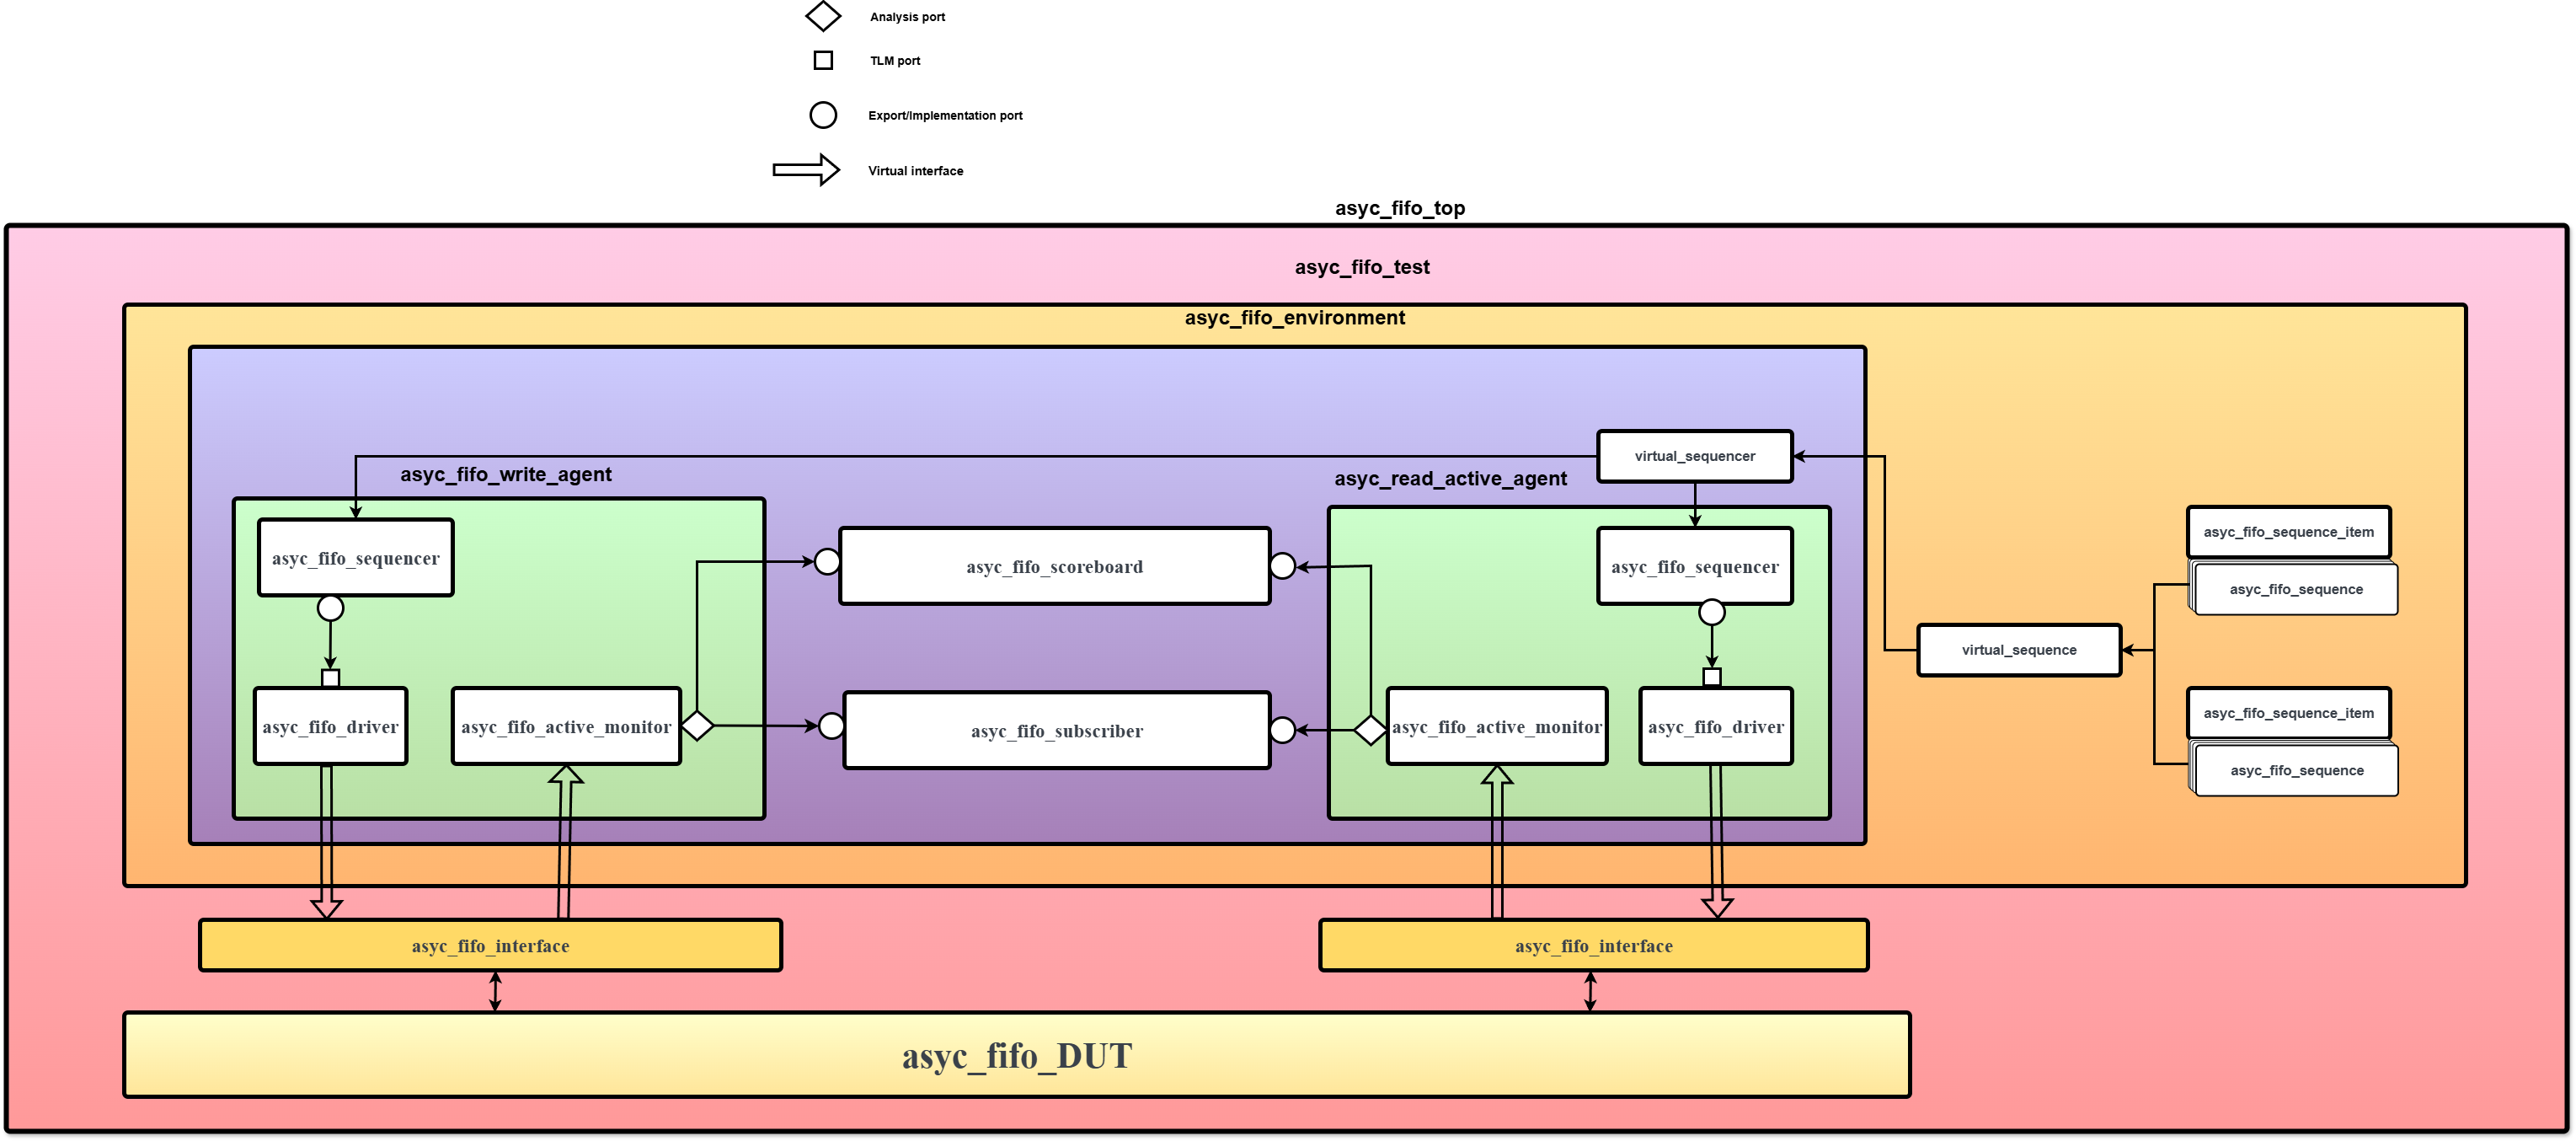 Analysis port
TLM port
Export/Implementation port
Virtual interface
asyc_fifo_top
asyc_fifo_test
asyc_fifo_environment
virtual_sequencer
asyc_fifo_write_agent
asyc_read_active_agent
asyc_fifo_sequencer
asyc_fifo_scoreboard
asyc_fifo_sequencer
asyc_fifo_sequence_item
asyc_fifo_sequence
virtual_sequence
asyc_fifo_driver
asyc_fifo_active_monitor
asyc_fifo_subscriber
asyc_fifo_active_monitor
asyc_fifo_driver
asyc_fifo_sequence_item
asyc_fifo_sequence
asyc_fifo_interface
asyc_fifo_interface
asyc_fifo_DUT